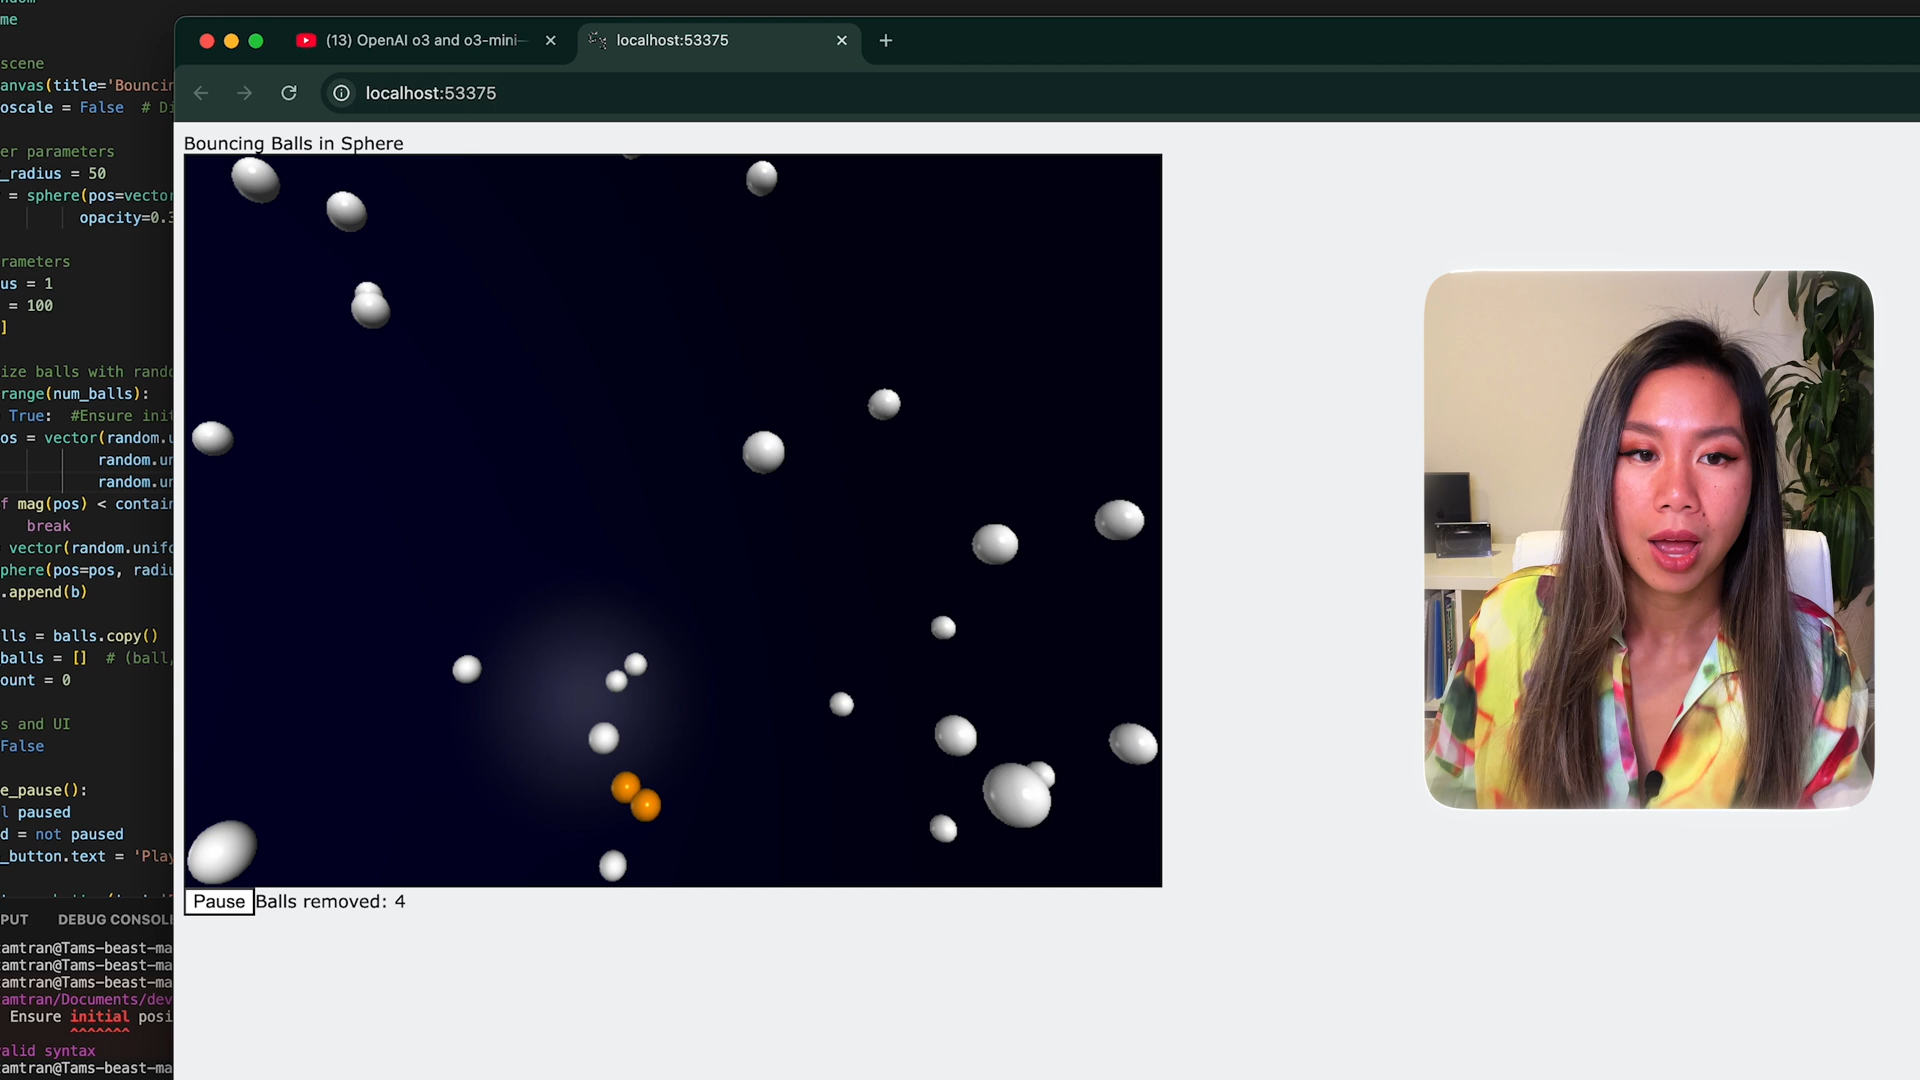 ndom
me
scene
anvas(title='Bouncin
oscale = False # Di
er parameters
_radius = 50
= sphere(pos=vector
opacity=0.3
rameters
us = 1
= 100
]
ize balls with rando
range(num_balls):
True: #Ensure init
os = vector(random.u
random.un
random.un
f mag(pos) < contain
break
vector(random.unifo
phere(pos=pos, radiu
.append(b)
lls = balls.copy()
balls = [] # (ball,
ount = 0
s and UI
False
e_pause():
l paused
d = not paused
_button.text = 'Play
PUT DEBUG CONSOL
amtran@Tams-beast-ma
amtran@Tams-beast-ma
amtran@Tams-beast-ma
amtran/Documents/dev
Ensure initial posi
^^^^^^^
alid syntax
amtran@Tams-beast-ma
(13) OpenAI o3 and o3-mini—
localhost:53375
localhost:53375
Bouncing Balls in Sphere
Pause Balls removed: 4